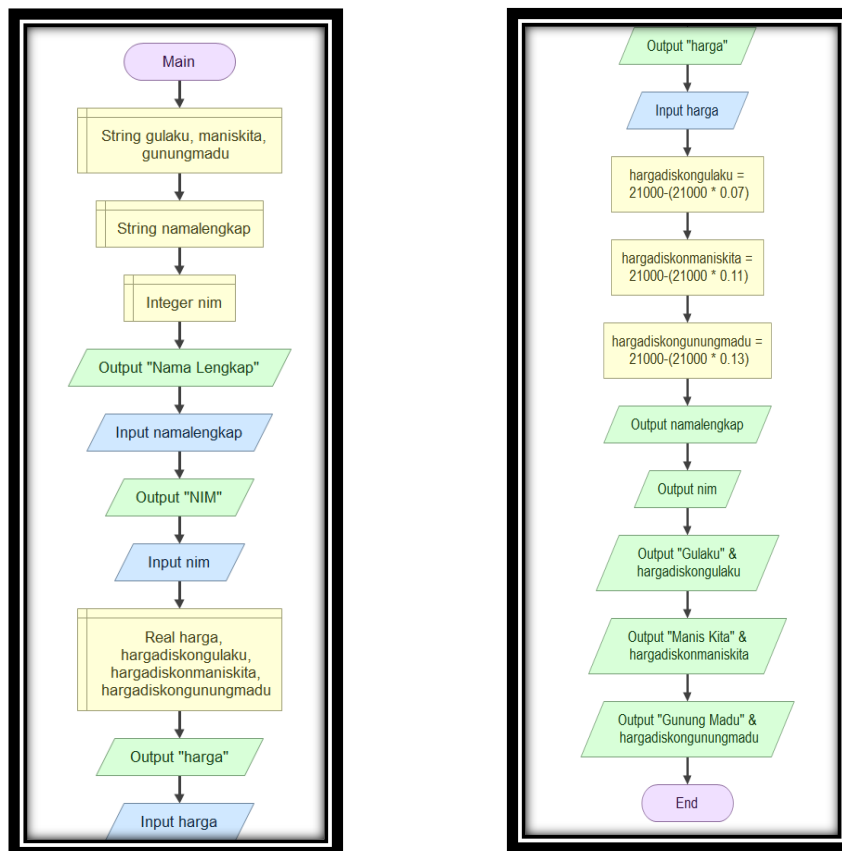 Main
String gulaku, maniskita,
gunungmadu
String namalengkap
Integer nim
Output "Nama Lengkap"
Input namalengkap
Output "NIM"
Input nim
Real harga,
hargadiskongulaku,
hargadiskonmaniskita,
hargadiskongunungmadu
Output "harga"
Input harga
Output "harga"
Input harga
hargadiskongulaku =
21000-(21000 * 0.07)
hargadiskonmaniskita =
21000-(21000 * 0.11)
hargadiskongunungmadu =
21000-(21000 * 0.13)
Output namalengkap
Output nim
Output "Gulaku" &
hargadiskongulaku
Output "Manis Kita" &
hargadiskonmaniskita
Output "Gunung Madu" &
hargadiskongunungmadu
End